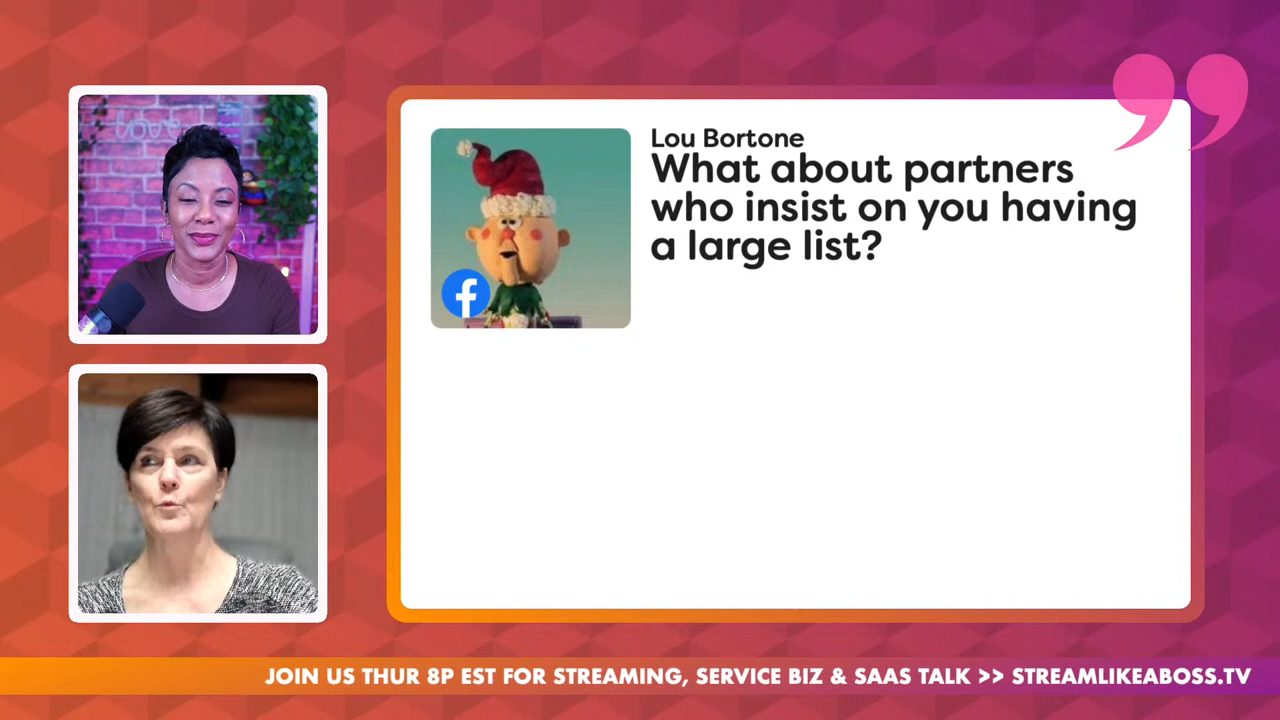 love
Lou Bortone
What about partners
who insist on you having
a large list?
JOIN US THUR 8P EST FOR STREAMING, SERVICE BIZ & SAAS TALK >> STREAMLIKEABOSS.TV